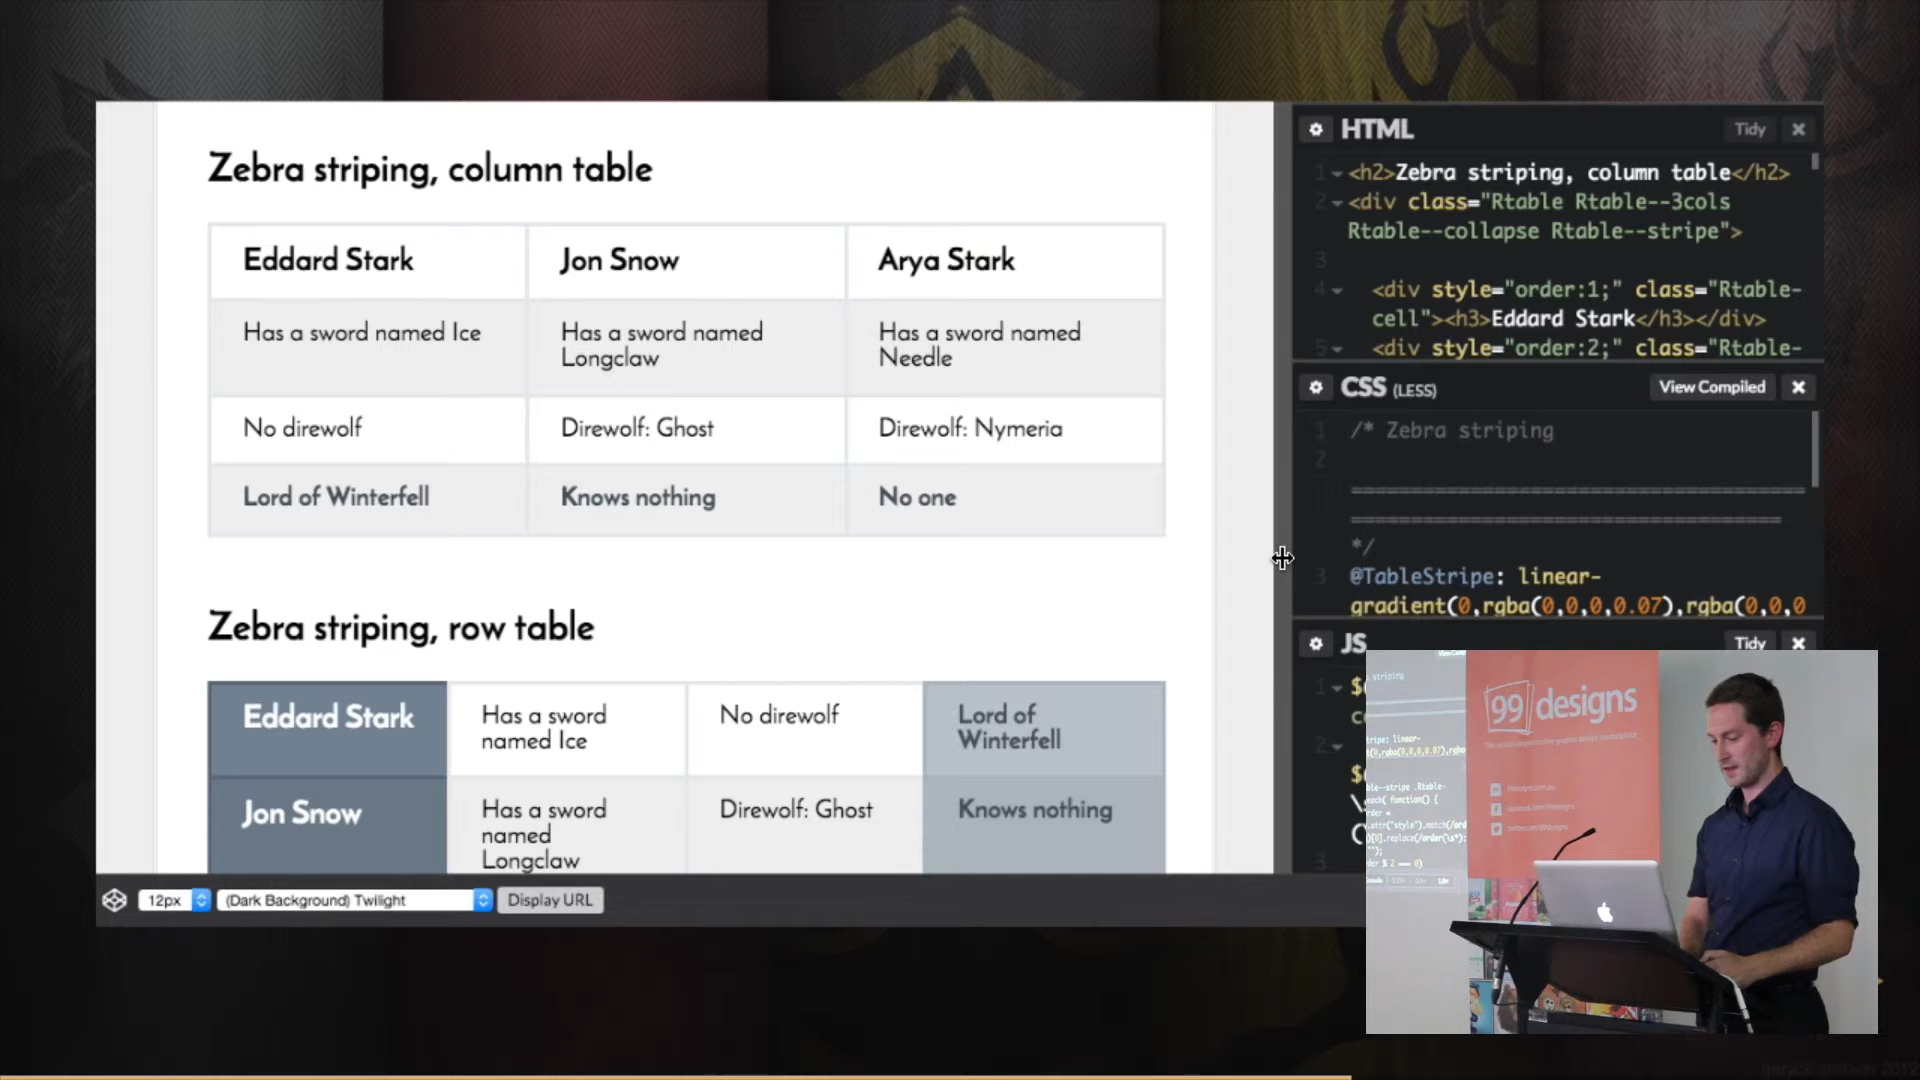 Zebra striping, column table
Eddard Stark
Jon Snow
Arya Stark
Has a sword named Ice
Has a sword named
Longclaw
Has a sword named
Needle
No direwolf
Direwolf: Ghost
Direwolf: Nymeria
Lord of Winterfell
Knows nothing
No one
Zebra striping, row table
Eddard Stark
Has a sword
named Ice
No direwolf
Lord of
Winterfell
Jon Snow
Has a sword
named
Longclaw
Direwolf: Ghost
Knows nothing
12px
(Dark Background) Twilight
Display URL
HTML
Tidy
1 <h2>Zebra striping, column table</h2>
2 <div class="Rtable Rtable--3cols
Rtable--collapse Rtable--stripe">
3
4 <div style="order:1;" class="Rtable-
cell"><h3>Eddard Stark</h3></div>
5 <div style="order:2;" class="Rtable-
CSS (LESS)
View Compiled
1 /* Zebra striping
2
=======================================
=====================================
*/
3 @TableStripe: linear-
gradient(0,rgba(0,0,0,0.07),rgba(0,0,0
JS
Tidy
1 $(
2
$(
3
99designs